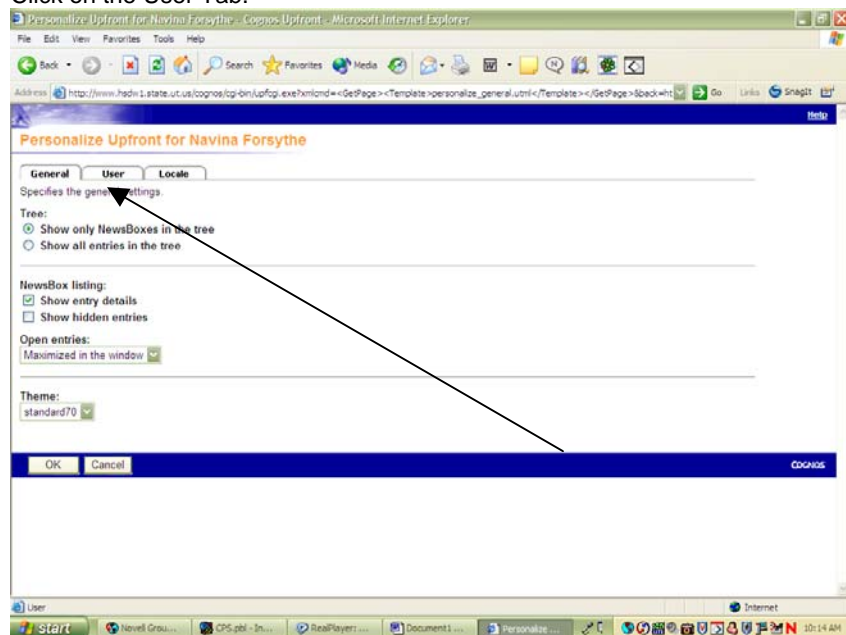 Click on the User Tab.
Personalize Upfront for Navina Forsythe - Cognos Upfront - Microsoft Internet Explorer
File Edit View Favorites Tools Help
Back Search Favorites Media
Address http://www.hsdw1.state.ut.us/cognos/cgi-bin/upfcgi.exe?xmlcmd=<GetPage><Template>personalize_general.utml</Template></GetPage>&back=ht Go Links SnagIt
Help
Personalize Upfront for Navina Forsythe
General User Locale
Specifies the general settings.
Tree:
Show only NewsBoxes in the tree
Show all entries in the tree
NewsBox listing:
Show entry details
Show hidden entries
Open entries:
Maximized in the window
Theme:
standard70
OK Cancel COGNOS
User Internet
start Novell Grou... CPS.pbl - In... RealPlayer: ... Document1 ... Personalize ... 10:14 AM